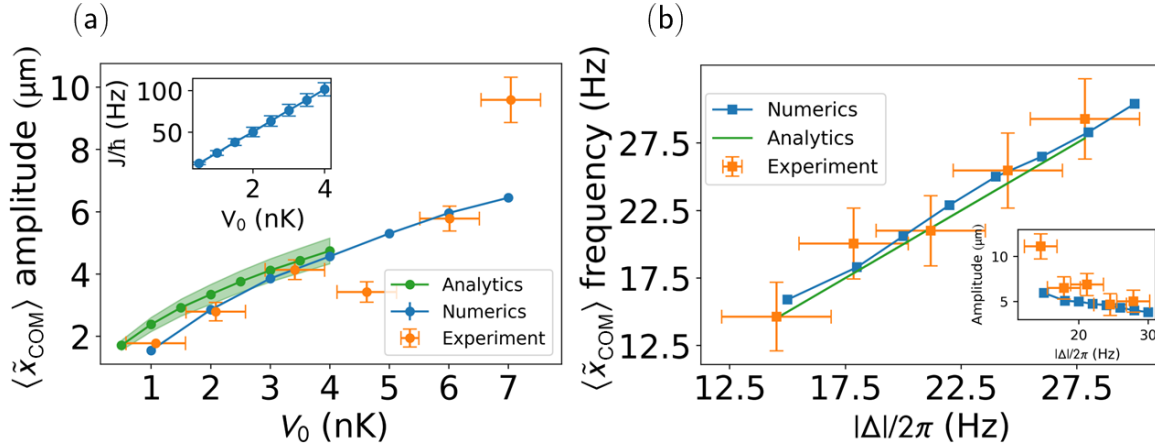 (a)
⟨x̃COM⟩ amplitude (μm)
10
8
6
4
2
J/ħ (Hz)
100
50
2
4
V₀ (nK)
Analytics
Numerics
Experiment
1
2
3
4
5
6
7
V₀ (nK)
(b)
⟨x̃COM⟩ frequency (Hz)
27.5
22.5
17.5
12.5
Numerics
Analytics
Experiment
Amplitude (μm)
10
5
20
30
|Δ|/2π (Hz)
12.5
17.5
22.5
27.5
|Δ|/2π (Hz)